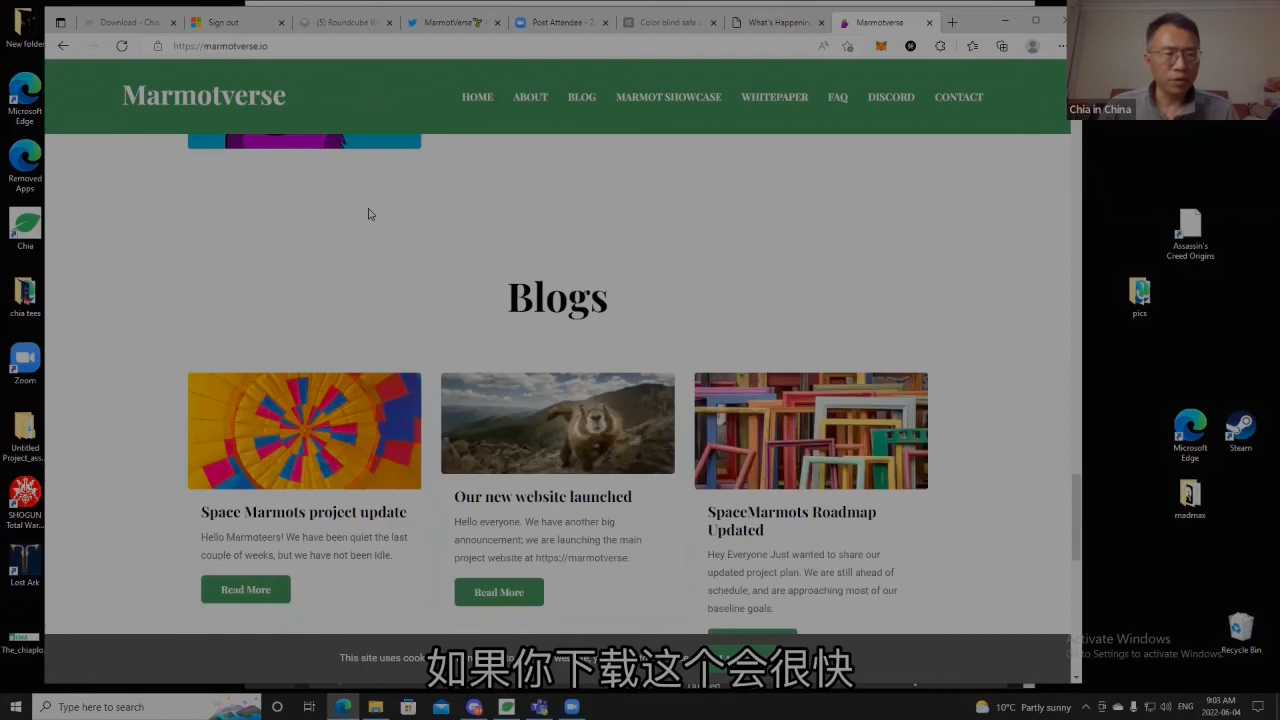 New folder
Microsoft
Edge
Removed
Apps
Chia
chia tees
Zoom
Untitled
Project_ass...
SHOGUN
Total War...
Lost Ark
The_chiaplo...
Download - Chia
Sign out
(5) Roundcube W
MarmotVerse
Post Attendee - Z
Color blind safe c
What's Happenin
Marmotverse
https://marmotverse.io
Marmotverse
HOME
ABOUT
BLOG
MARMOT SHOWCASE
WHITEPAPER
FAQ
DISCORD
CONTACT
Chia in China
Blogs
Space Marmots project update
Hello Marmoteers! We have been quiet the last
couple of weeks, but we have not been idle.
Read More
Our new website launched
Hello everyone. We have another big
announcement; we are launching the main
project website at https://marmotverse.
Read More
SpaceMarmots Roadmap
Updated
Hey Everyone Just wanted to share our
updated project plan. We are still ahead of
schedule, and are approaching most of our
baseline goals.
This site uses cook
如果你下载这个会很快
Assassin's
Creed Origins
pics
Microsoft
Edge
Steam
madmax
Recycle Bin
Activate Windows
Go to Settings to activate Windows.
Type here to search
10°C Partly sunny
ENG
9:03 AM
2022-06-04